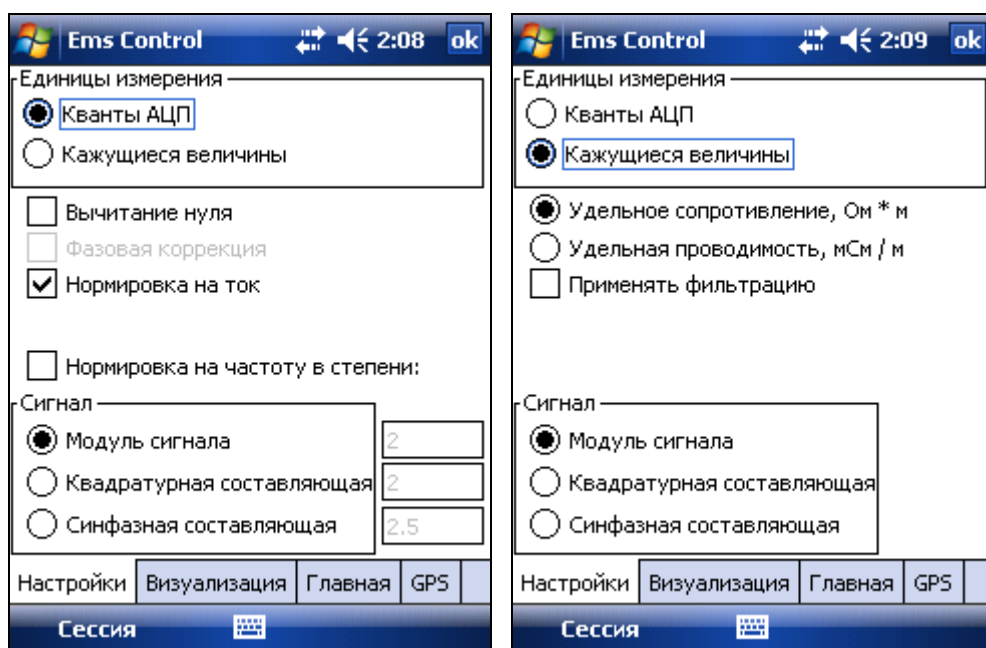 Ems Control 2:08 ok
Единицы измерения
Кванты АЦП
Кажущиеся величины
Вычитание нуля
Фазовая коррекция
Нормировка на ток
Нормировка на частоту в степени:
Сигнал
Модуль сигнала 2
Квадратурная составляющая 2
Синфазная составляющая 2.5
Настройки Визуализация Главная GPS
Сессия
Ems Control 2:09 ok
Единицы измерения
Кванты АЦП
Кажущиеся величины
Удельное сопротивление, Ом * м
Удельная проводимость, мСм / м
Применять фильтрацию
Сигнал
Модуль сигнала
Квадратурная составляющая
Синфазная составляющая
Настройки Визуализация Главная GPS
Сессия